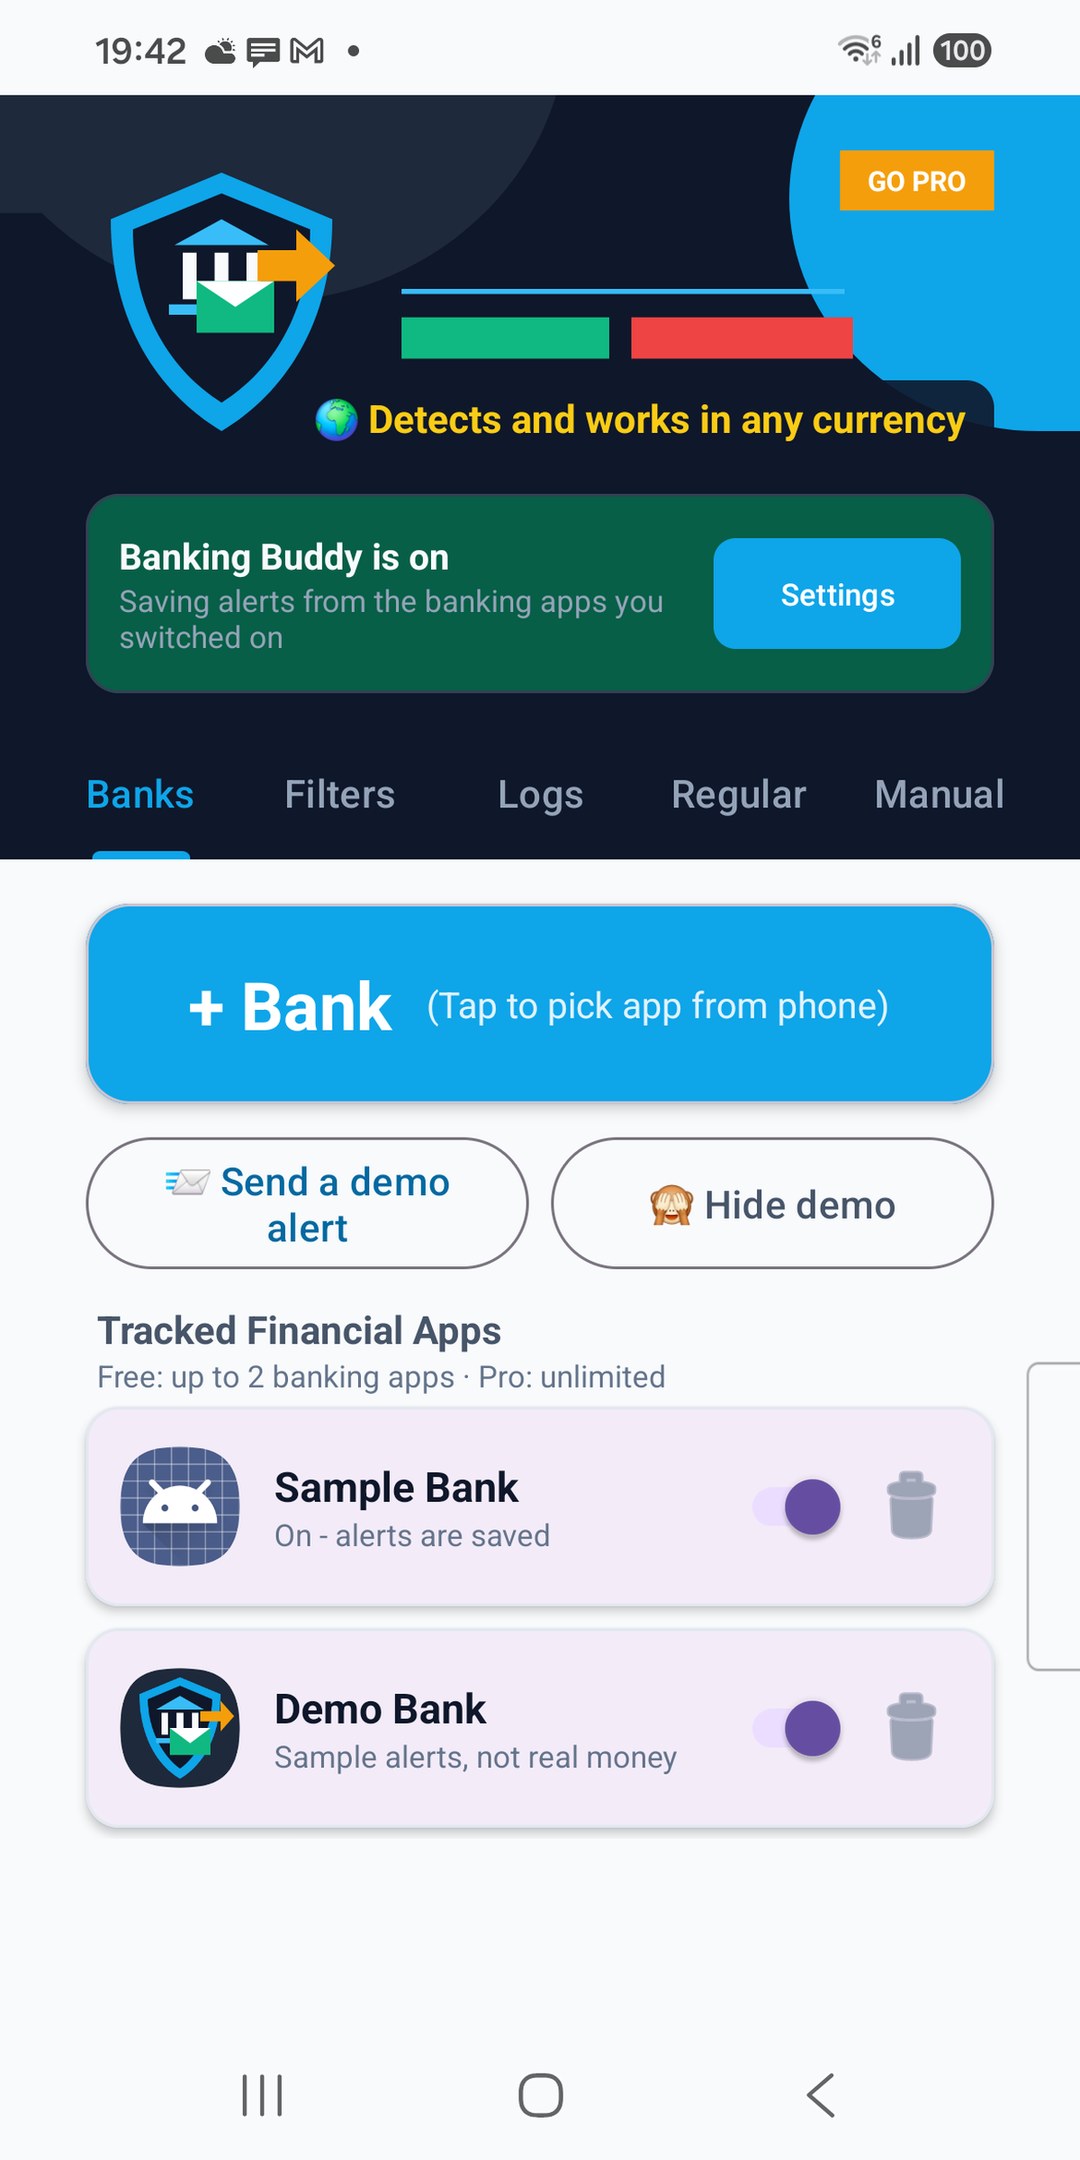 19:42
6
100
GO PRO
🌍 Detects and works in any currency
Banking Buddy is on
Saving alerts from the banking apps you
switched on
Settings
Banks
Filters
Logs
Regular
Manual
+ Bank (Tap to pick app from phone)
📨 Send a demo
alert
🙈 Hide demo
Tracked Financial Apps
Free: up to 2 banking apps · Pro: unlimited
Sample Bank
On - alerts are saved
Demo Bank
Sample alerts, not real money